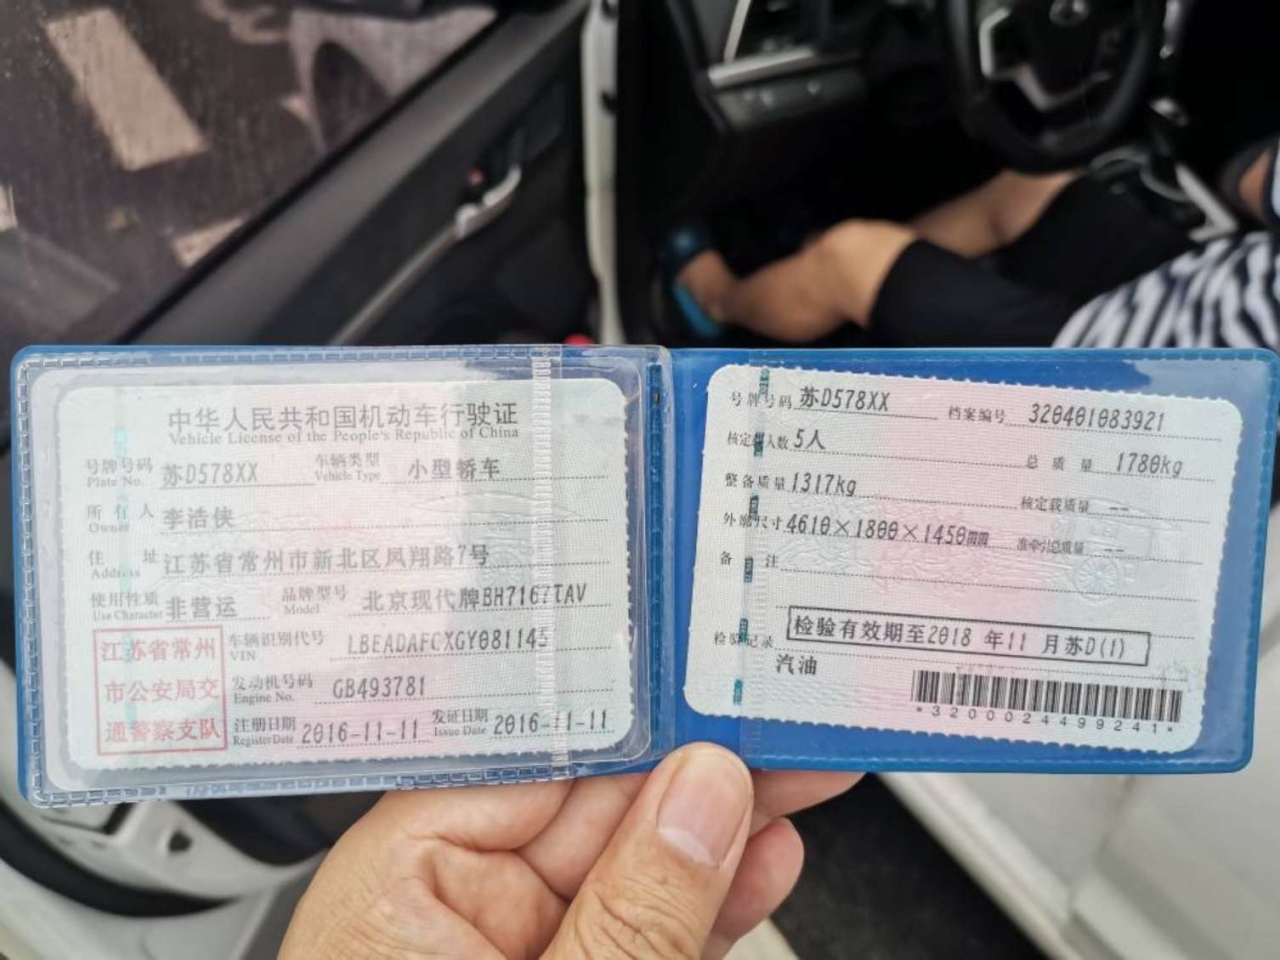 中华人民共和国机动车行驶证
Vehicle License of the People's Republic of China
号牌号码 Plate No. 苏D578XX 车辆类型 Vehicle Type 小型轿车
所有人 Owner 李浩侠
住址 Address 江苏省常州市新北区凤翔路7号
使用性质 Use Character 非营运 品牌型号 Model 北京现代牌BH7167TAV
江苏省常州
市公安局交
通警察支队
车辆识别代号 VIN LBEADAFCXGY081145
发动机号码 Engine No. GB493781
注册日期 Register Date 2016-11-11 发证日期 Issue Date 2016-11-11
号牌号码 苏D578XX 档案编号 320401083921
核定载人数 5人 总质量 1780kg
整备质量 1317kg 核定载质量 --
外廓尺寸 4610×1800×1450mm 准牵引总质量 --
备注
检验记录 检验有效期至2018年11月苏D(1)
汽油
*3200024499241*